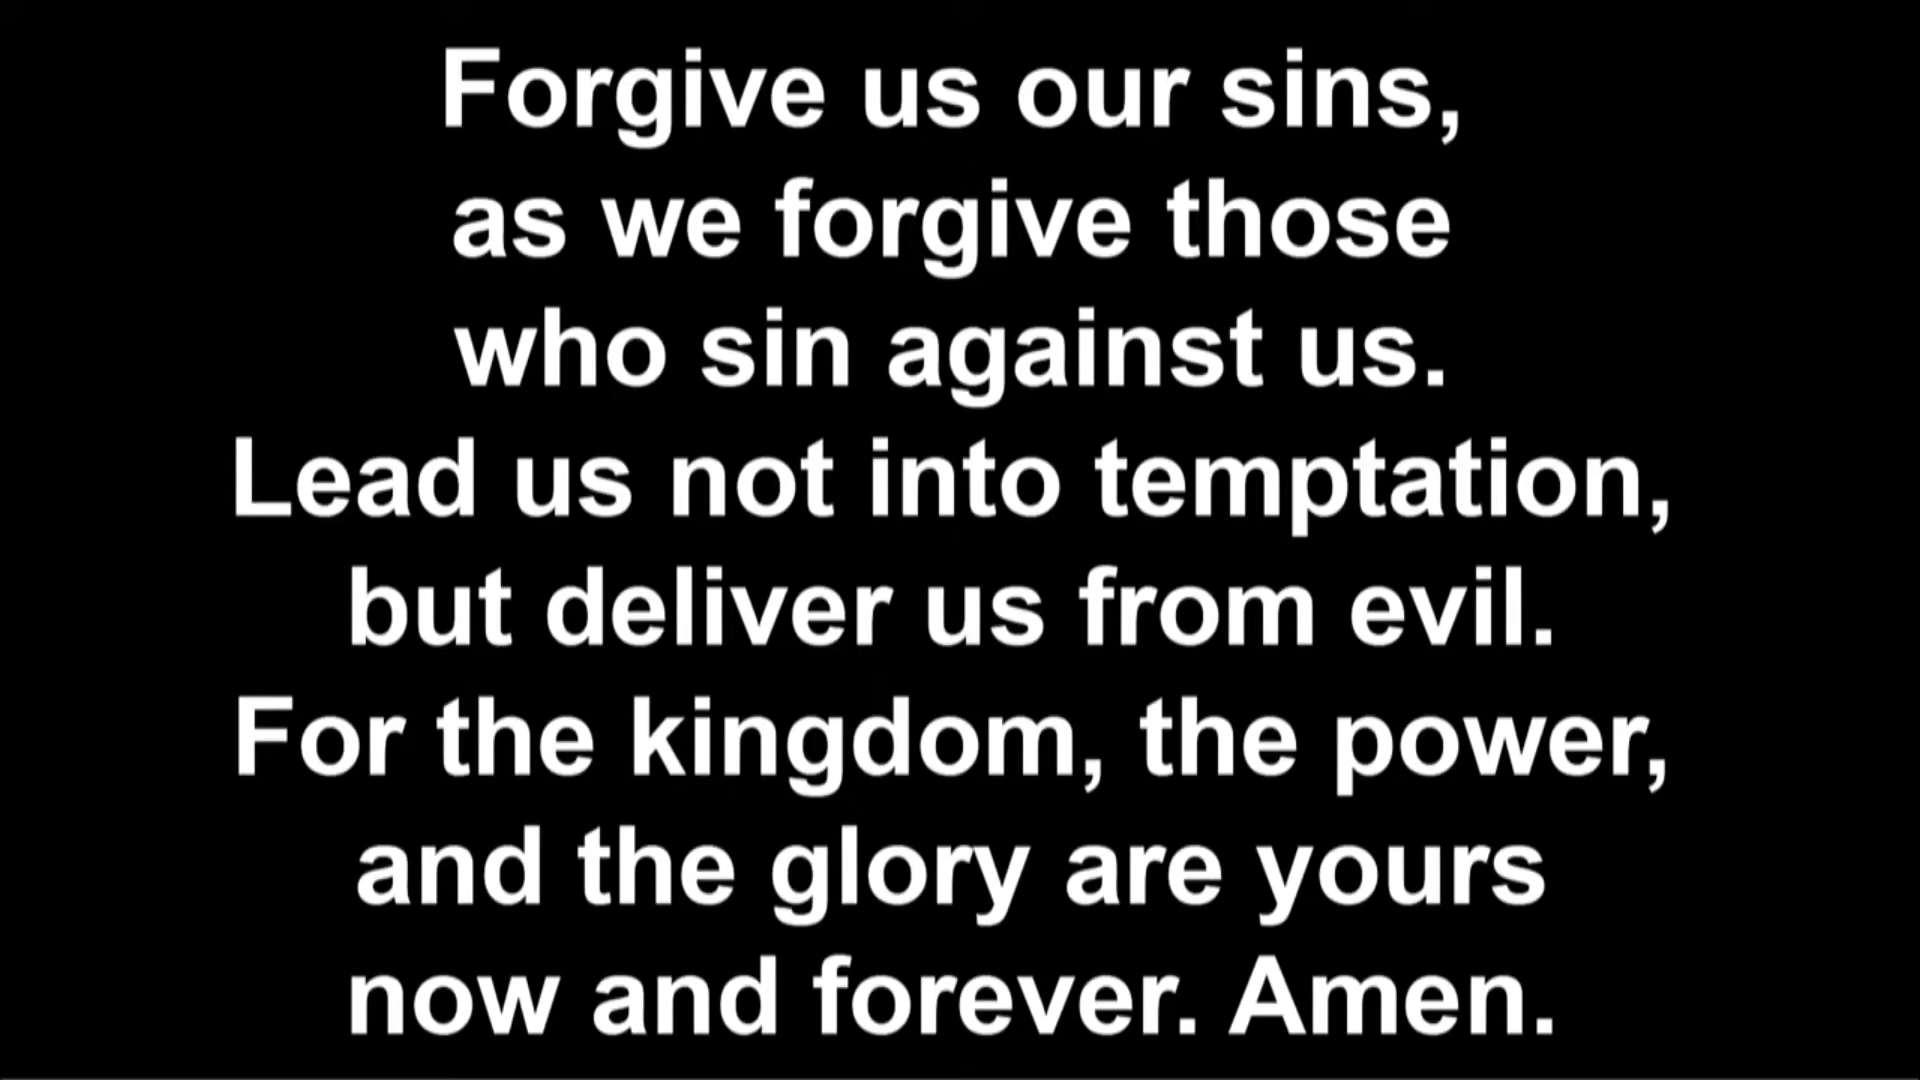 Forgive us our sins,
as we forgive those
who sin against us.
Lead us not into temptation,
but deliver us from evil.
For the kingdom, the power,
and the glory are yours
now and forever. Amen.